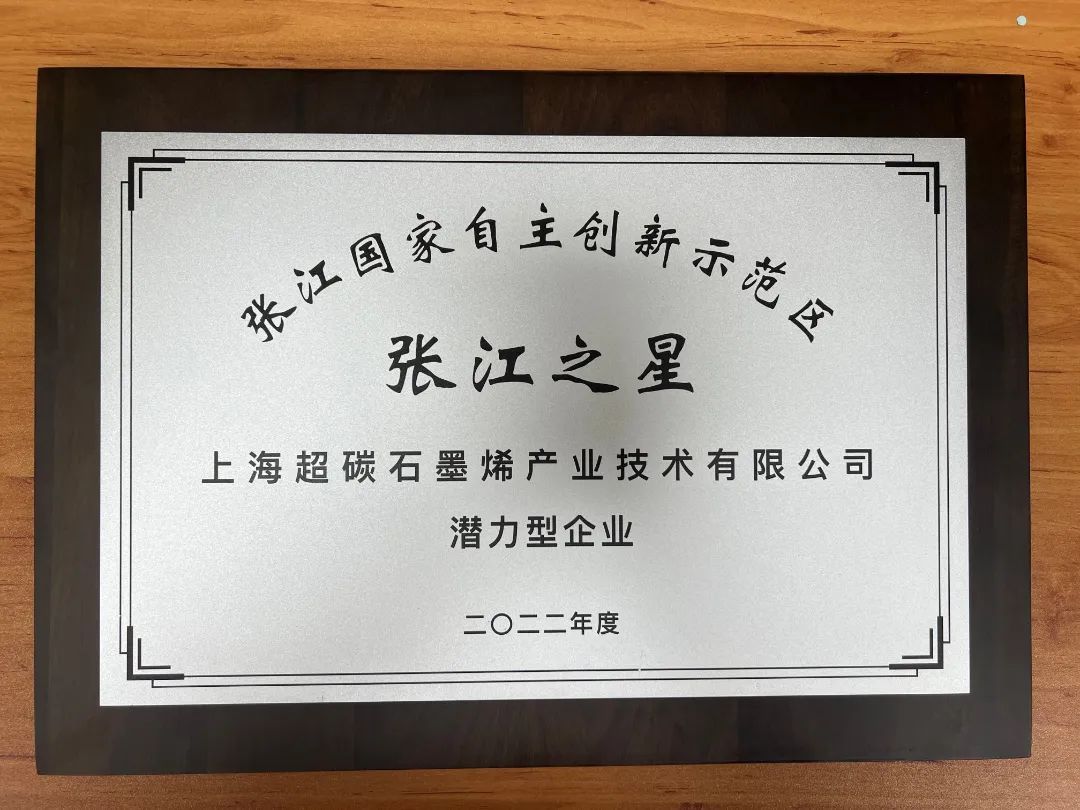 张江国家自主创新示范区
张江之星
上海超碳石墨烯产业技术有限公司
潜力型企业
二〇二二年度